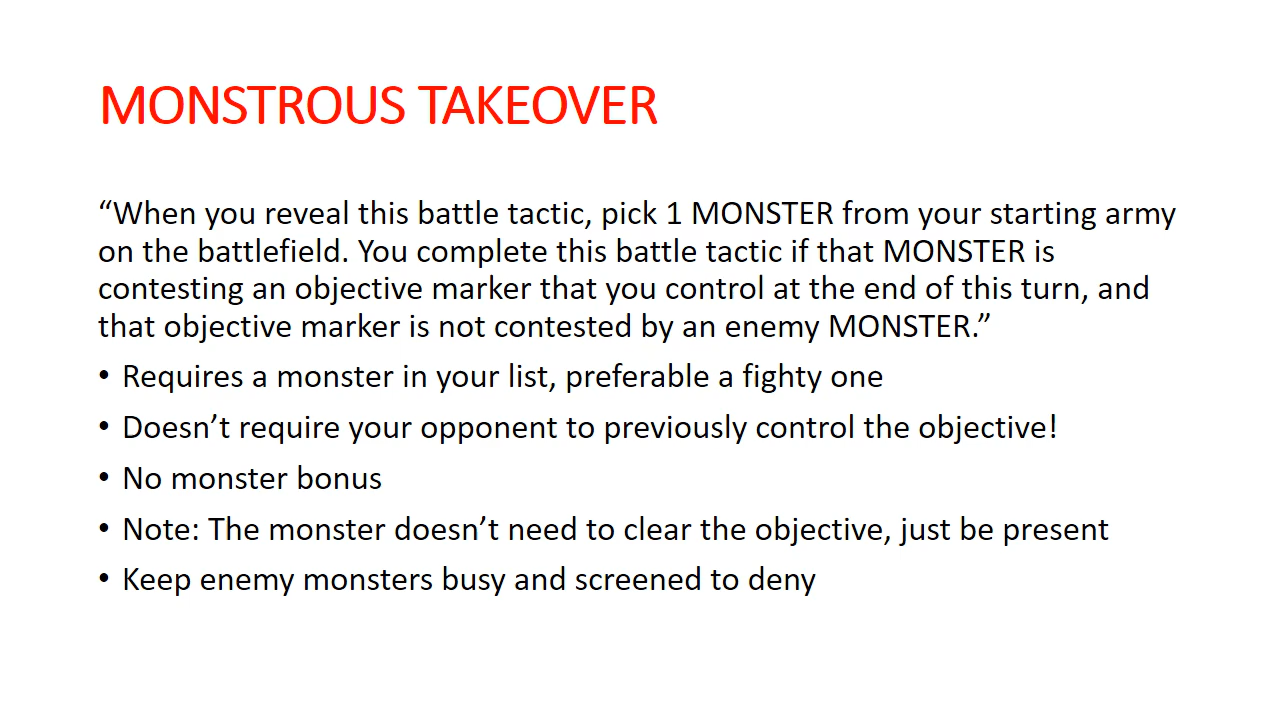 MONSTROUS TAKEOVER
“When you reveal this battle tactic, pick 1 MONSTER from your starting army
on the battlefield. You complete this battle tactic if that MONSTER is
contesting an objective marker that you control at the end of this turn, and
that objective marker is not contested by an enemy MONSTER.”
• Requires a monster in your list, preferable a fighty one
• Doesn’t require your opponent to previously control the objective!
• No monster bonus
• Note: The monster doesn’t need to clear the objective, just be present
• Keep enemy monsters busy and screened to deny